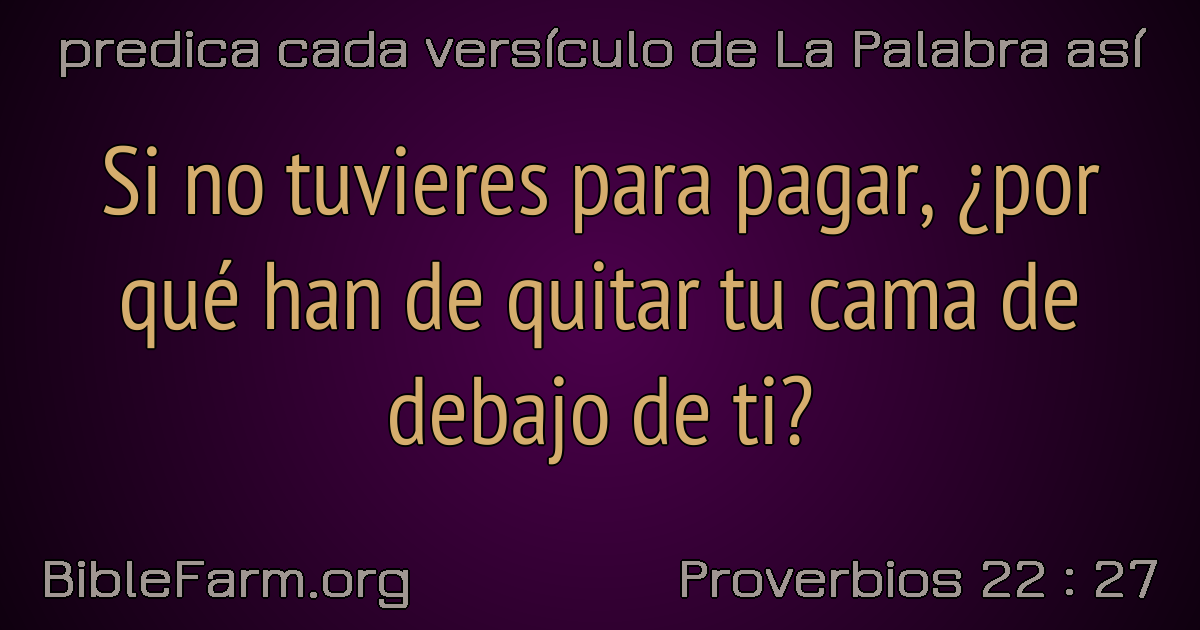 predica cada versículo de La Palabra así
Si no tuvieres para pagar, ¿por
qué han de quitar tu cama de
debajo de ti?
BibleFarm.org
Proverbios 22 : 27